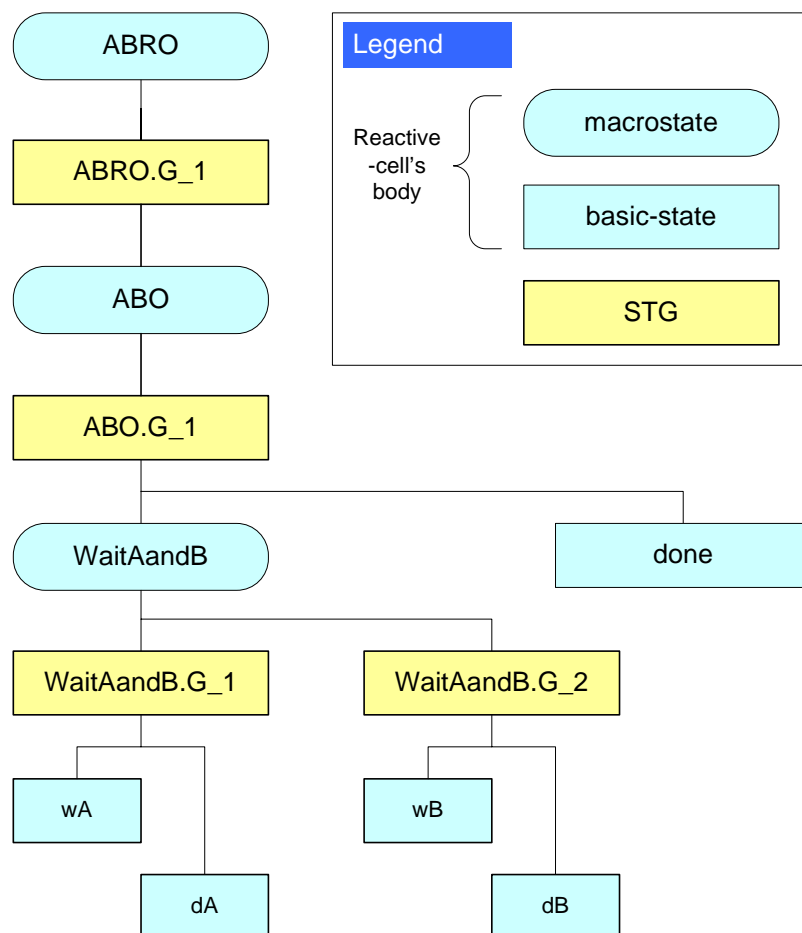 ABRO
Legend
macrostate
Reactive
-cell's
body
ABRO.G_1
basic-state
ABO
STG
ABO.G_1
WaitAandB
done
WaitAandB.G_1
WaitAandB.G_2
wA
wB
dA
dB